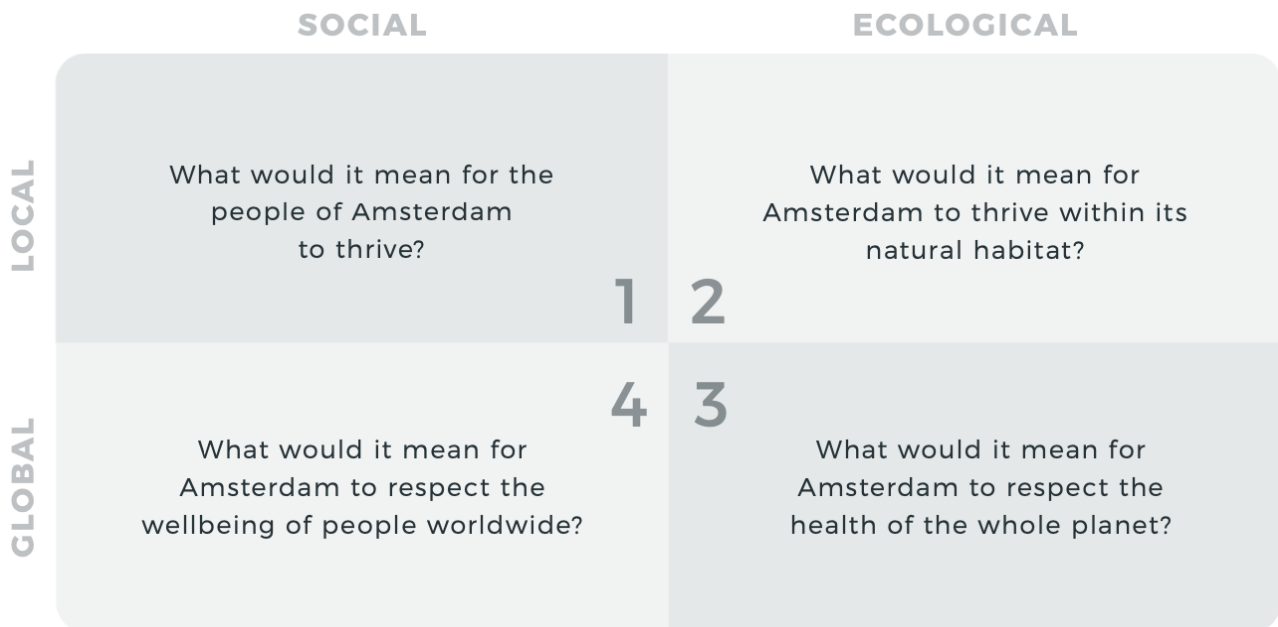 SOCIAL
ECOLOGICAL
LOCAL
What would it mean for the
people of Amsterdam
to thrive?
1
What would it mean for
Amsterdam to thrive within its
natural habitat?
2
GLOBAL
4
What would it mean for
Amsterdam to respect the
wellbeing of people worldwide?
3
What would it mean for
Amsterdam to respect the
health of the whole planet?